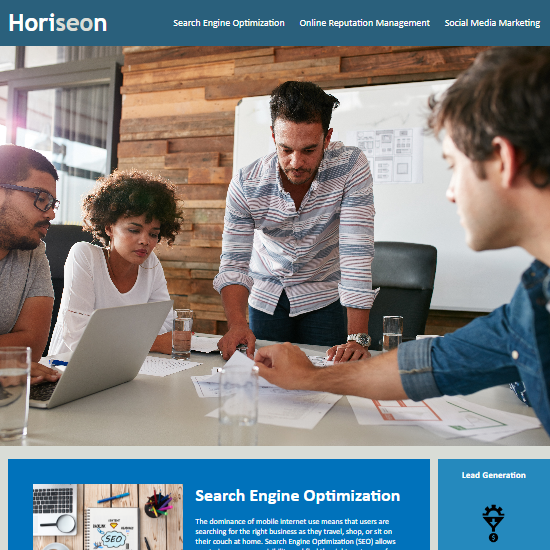 Horiseon
Search Engine Optimization
Online Reputation Management
Social Media Marketing
Lead Generation
Search Engine Optimization
The dominance of mobile internet use means that users are
searching for the right business as they travel, shop, or sit on
their couch at home. Search Engine Optimization (SEO) allows
SEO